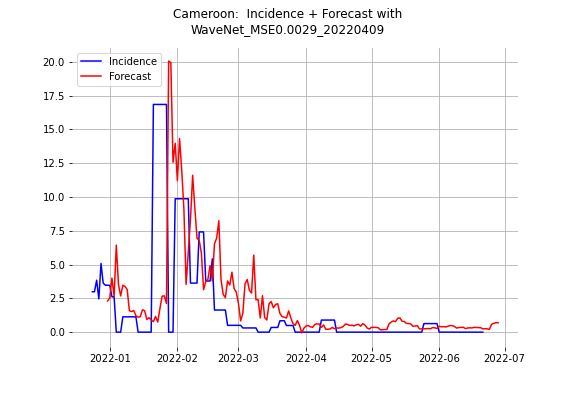 Cameroon:  Incidence + Forecast with
WaveNet_MSE0.0029_20220409
Incidence
Forecast
20.0
17.5
15.0
12.5
10.0
7.5
5.0
2.5
0.0
2022-01 2022-02 2022-03 2022-04 2022-05 2022-06 2022-07